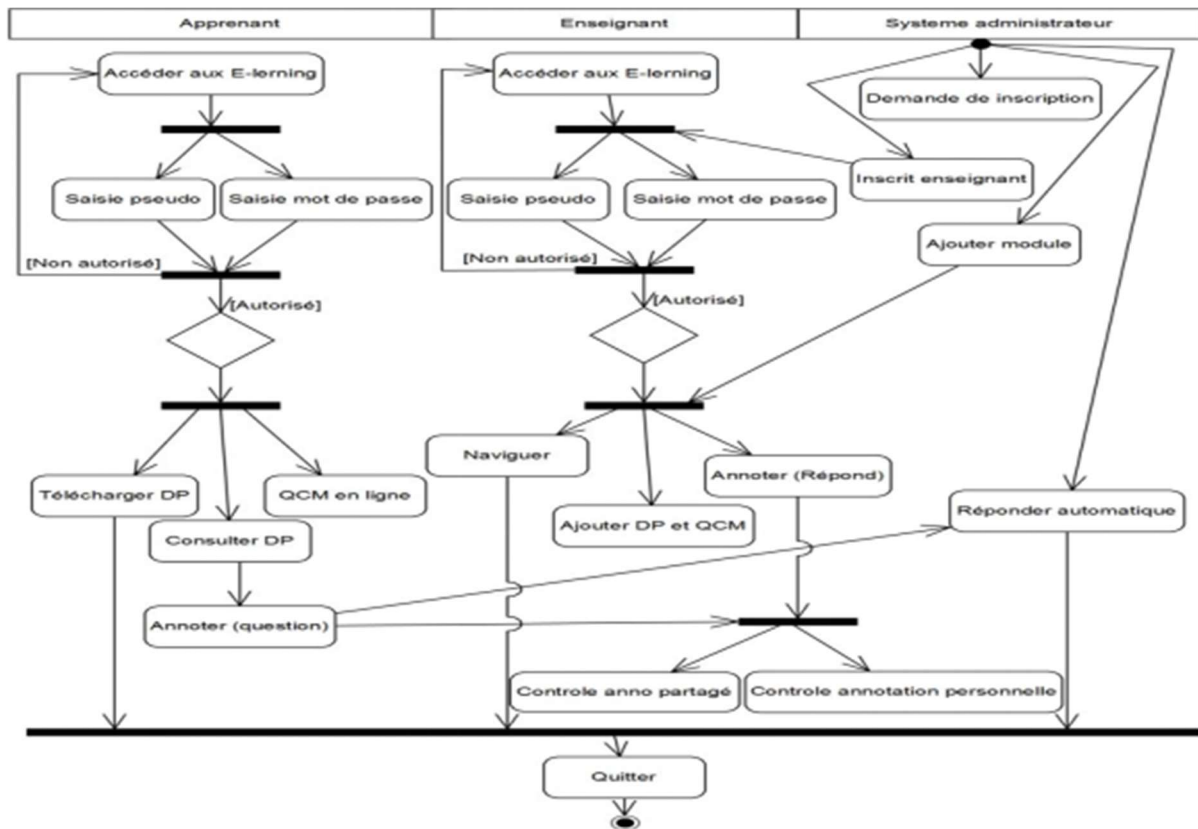 Apprenant
Enseignant
Systeme administrateur
Accéder aux E-lerning
Accéder aux E-lerning
Demande de inscription
Inscrit enseignant
Saisie pseudo
Saisie mot de passe
Saisie pseudo
Saisie mot de passe
Ajouter module
[Non autorisé]
[Non autorisé]
[Autorisé]
[Autorisé]
Naviguer
Annoter (Répond)
Télécharger DP
QCM en ligne
Réponder automatique
Ajouter DP et QCM
Consulter DP
Annoter (question)
Controle anno partagé
Controle annotation personnelle
Quitter